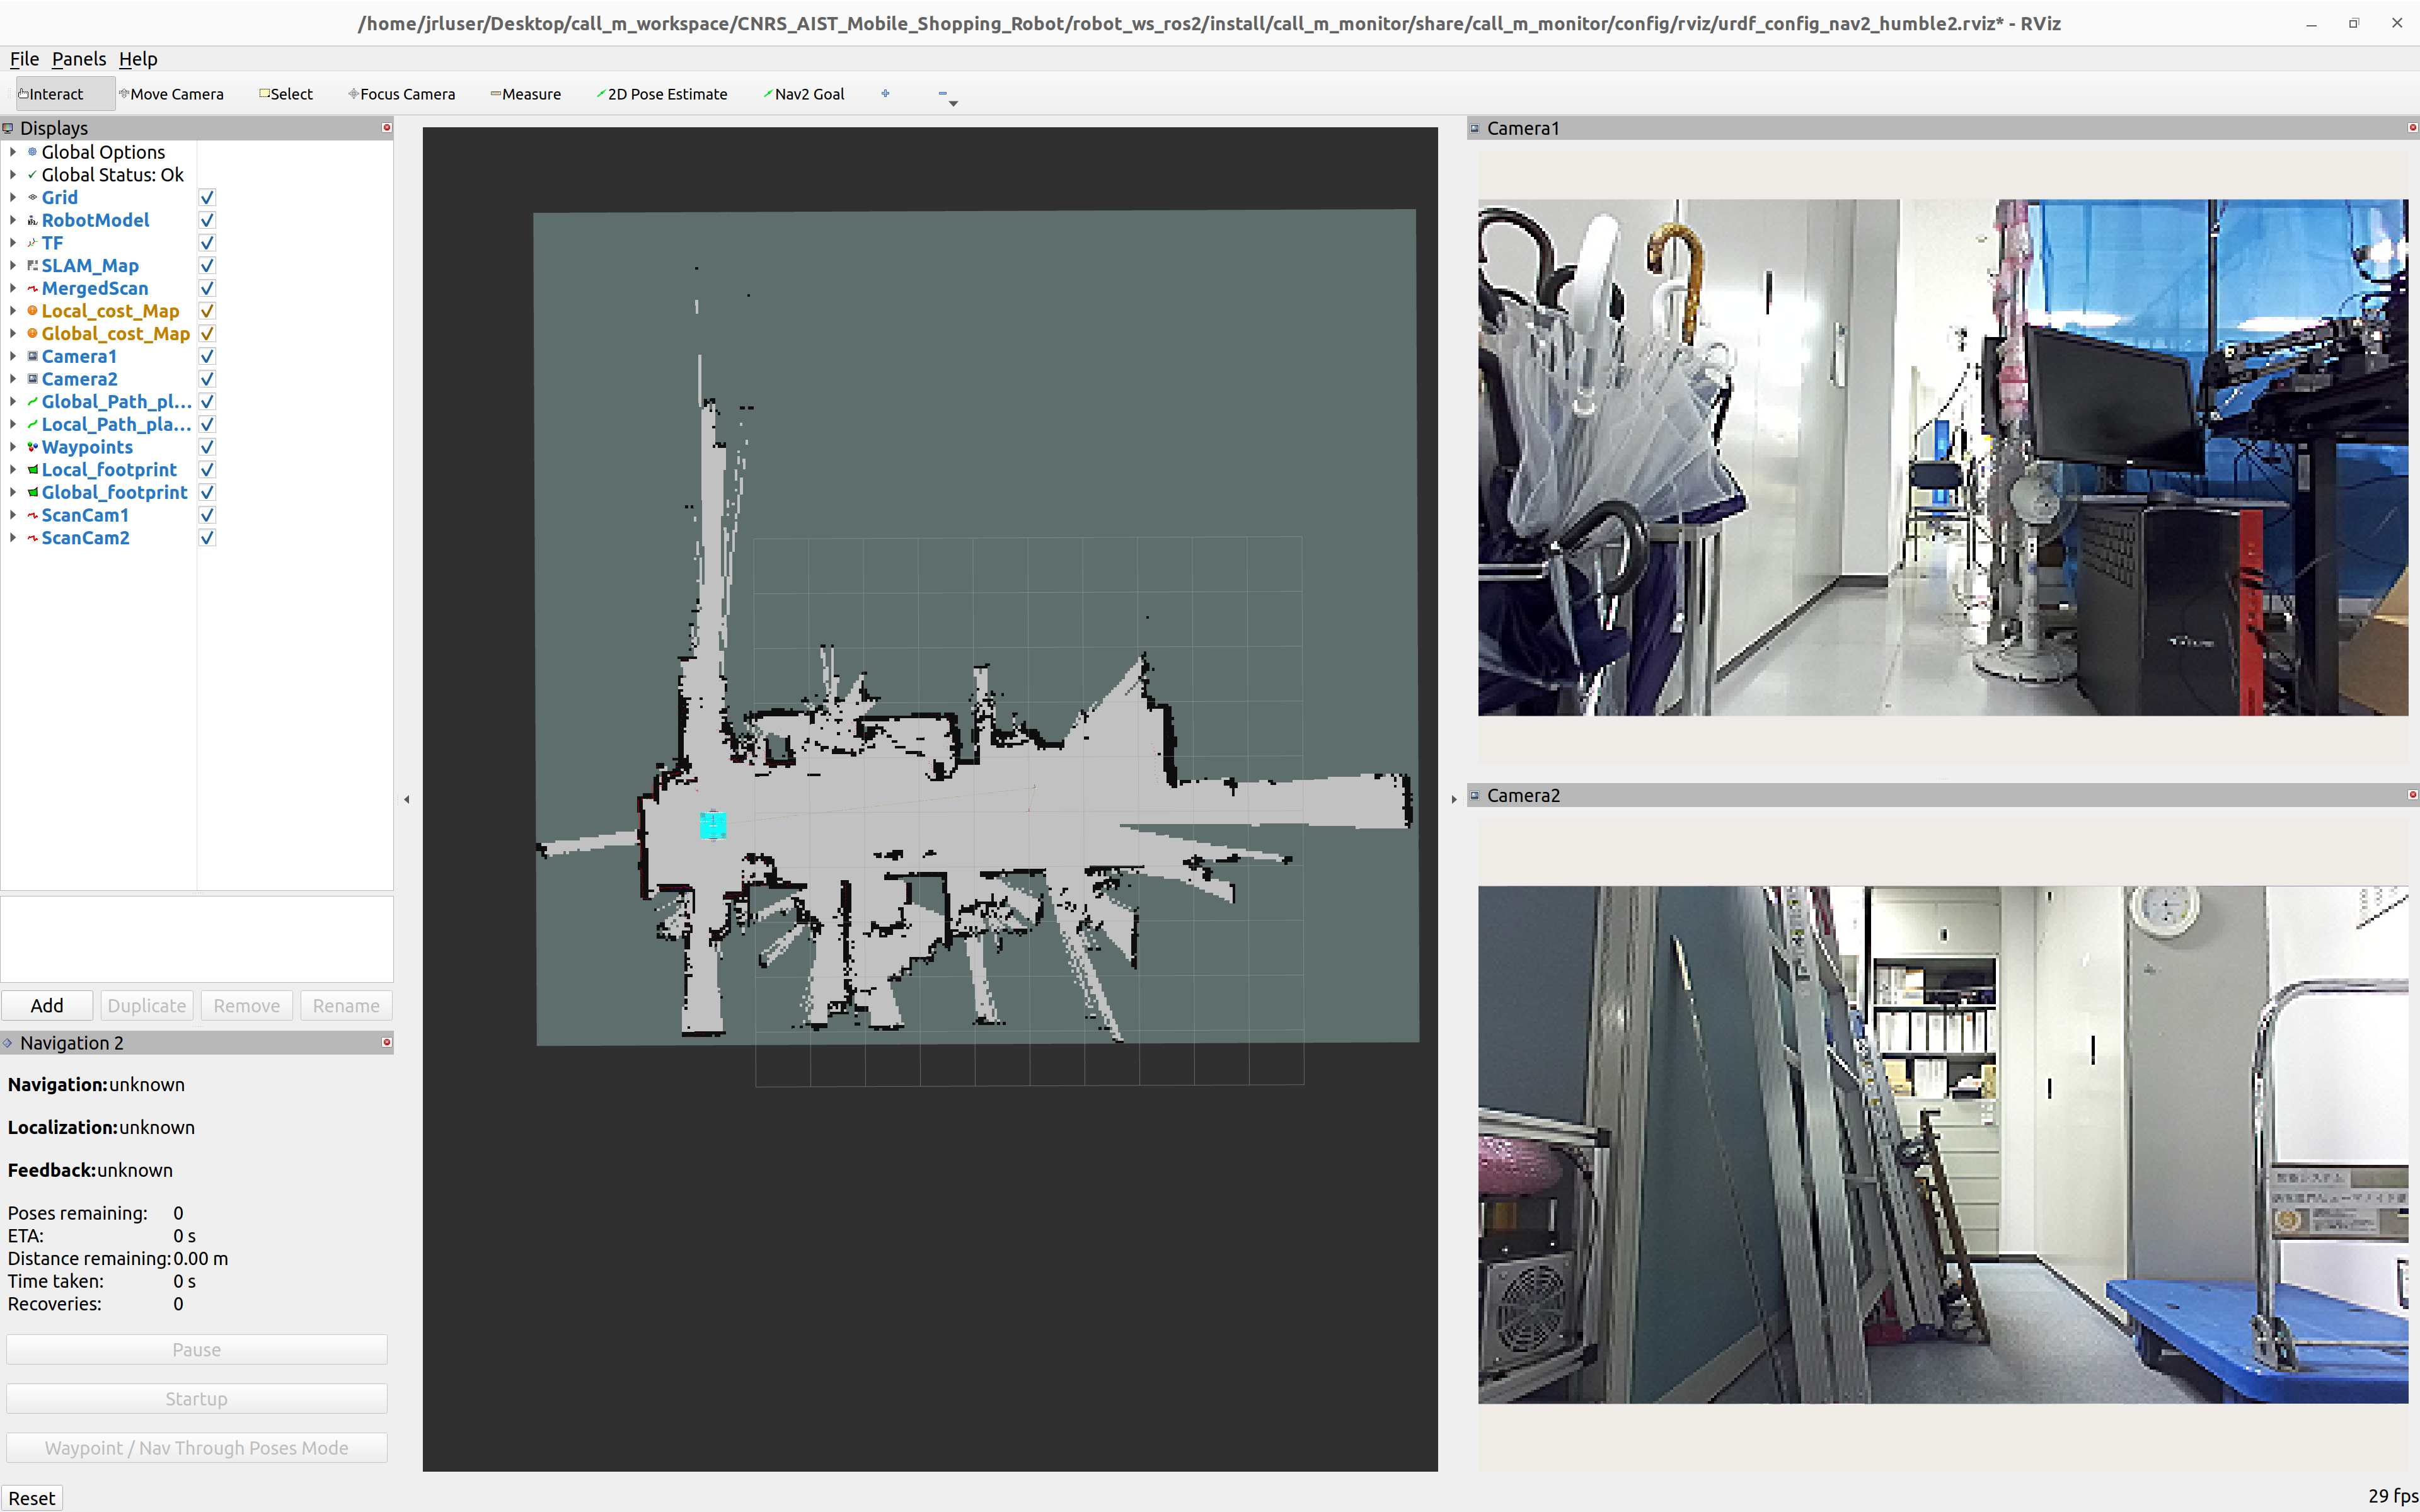 /home/jrluser/Desktop/call_m_workspace/CNRS_AIST_Mobile_Shopping_Robot/robot_ws_ros2/install/call_m_monitor/share/call_m_monitor/config/rviz/urdf_config_nav2_humble2.rviz* - RViz
File Panels Help
Interact Move Camera Select Focus Camera Measure 2D Pose Estimate Nav2 Goal
Displays
Global Options
Global Status: Ok
Grid
RobotModel
TF
SLAM_Map
MergedScan
Local_cost_Map
Global_cost_Map
Camera1
Camera2
Global_Path_pl...
Local_Path_pla...
Waypoints
Local_footprint
Global_footprint
ScanCam1
ScanCam2
Add Duplicate Remove Rename
Navigation 2
Navigation: unknown
Localization: unknown
Feedback: unknown
Poses remaining: 0
ETA: 0 s
Distance remaining: 0.00 m
Time taken: 0 s
Recoveries: 0
Pause
Startup
Waypoint / Nav Through Poses Mode
Reset
Camera1
Camera2
29 fps